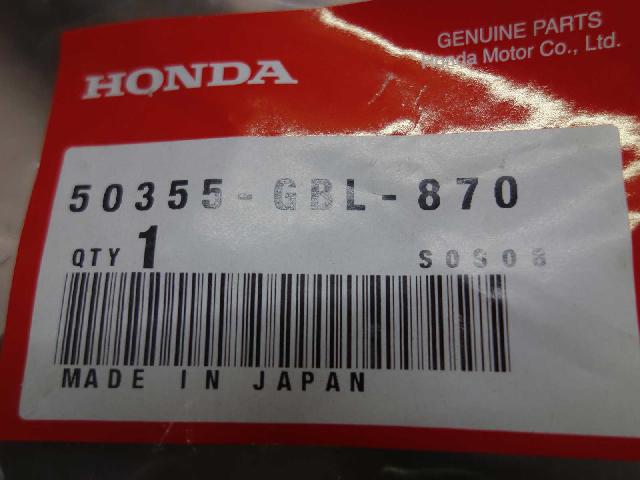 GENUINE PARTS
HONDA
Honda Motor Co., Ltd.
50355-GBL-870
QTY 1
S0S08
MADE IN JAPAN